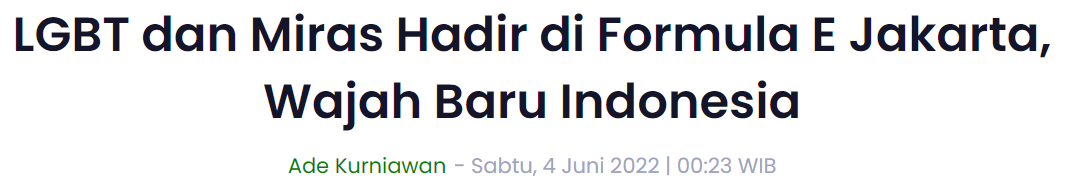 LGBT dan Miras Hadir di Formula E Jakarta,
Wajah Baru Indonesia
Ade Kurniawan - Sabtu, 4 Juni 2022 | 00:23 WIB